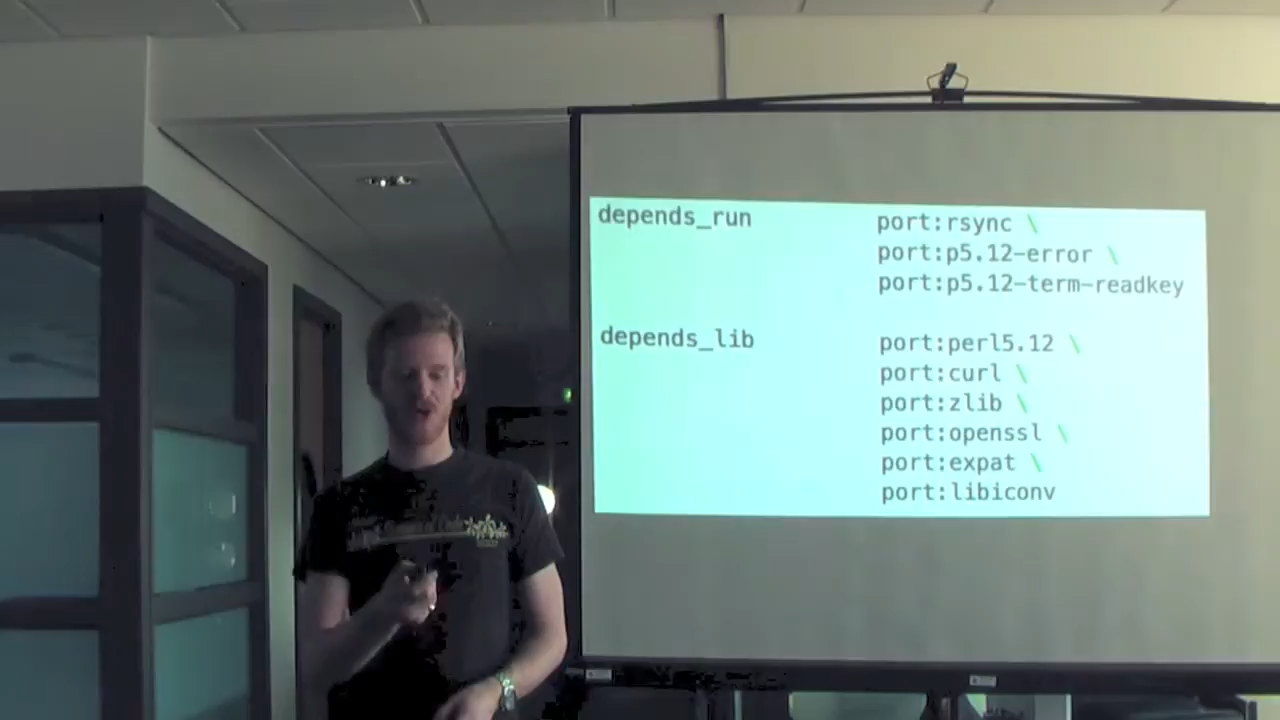 depends_run port:rsync \
port:p5.12-error \
port:p5.12-term-readkey
depends_lib port:perl5.12 \
port:curl \
port:zlib \
port:openssl \
port:expat \
port:libiconv